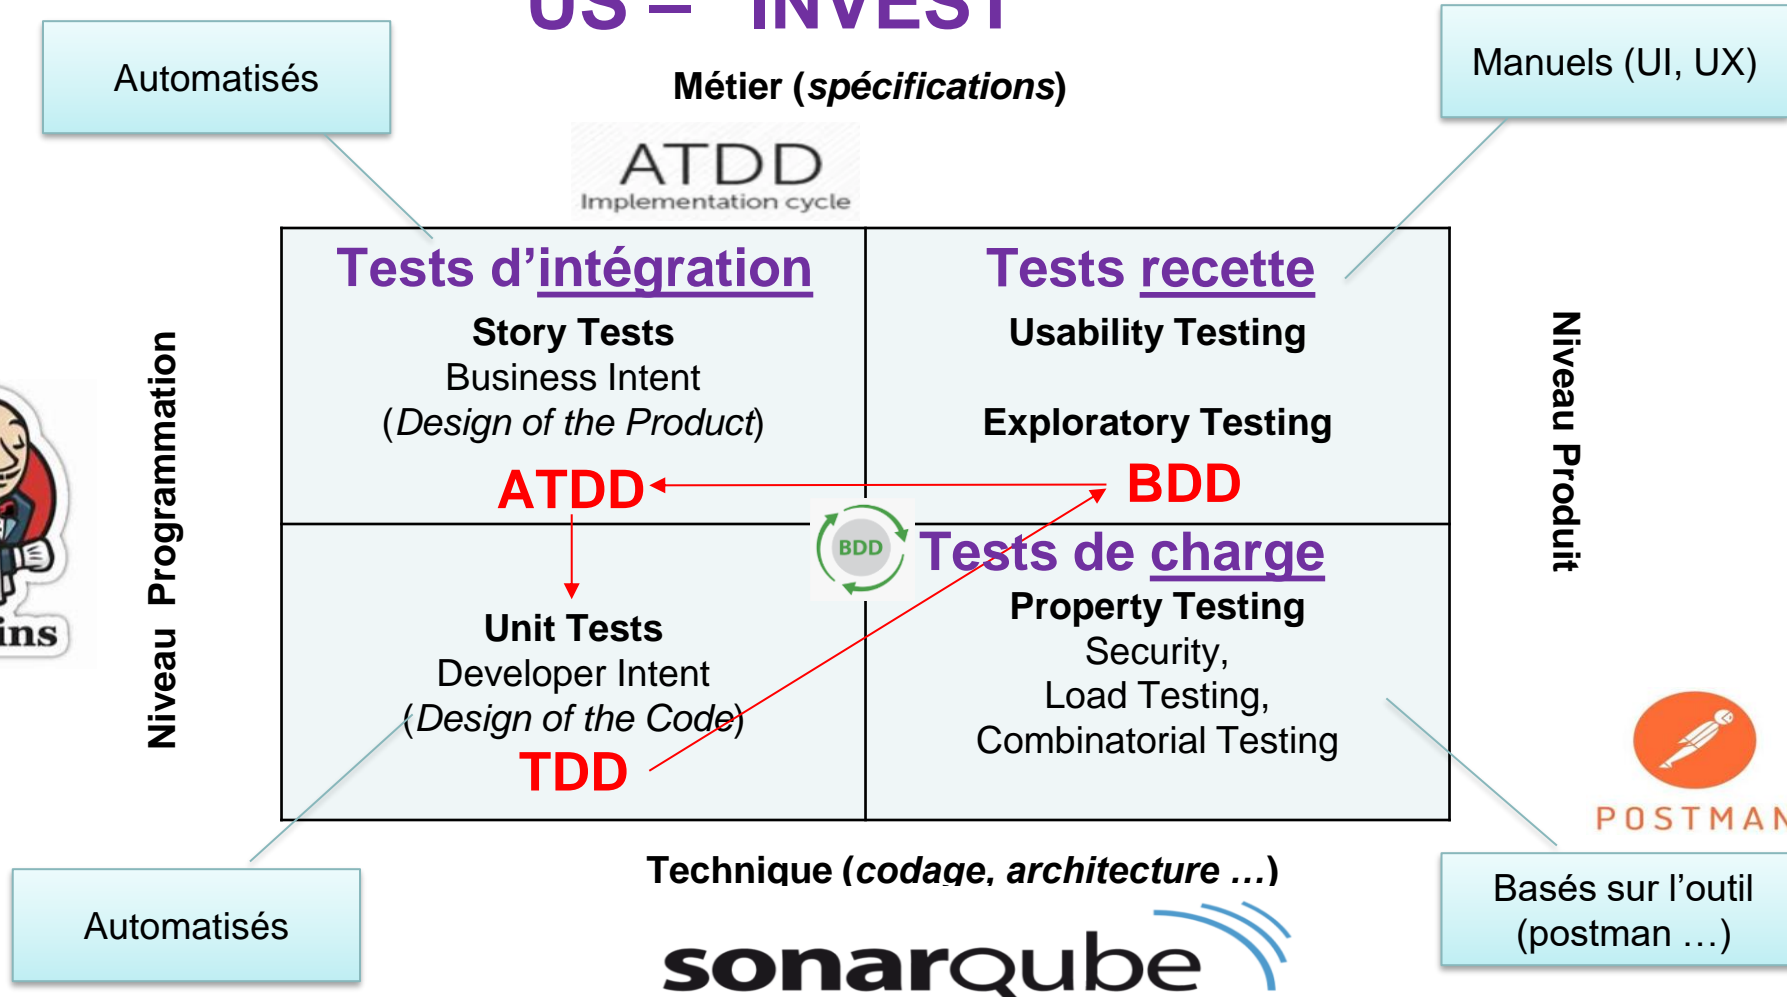 US – INVEST
Automatisés
Manuels (UI, UX)
Métier (spécifications)
ATDD
Implementation cycle
Tests d’intégration
Story Tests
Business Intent
(Design of the Product)
ATDD
Tests recette
Usability Testing
Exploratory Testing
BDD
Niveau Programmation
Niveau Produit
ins
BDD
Unit Tests
Developer Intent
(Design of the Code)
TDD
Tests de charge
Property Testing
Security,
Load Testing,
Combinatorial Testing
POSTMAN
Technique (codage, architecture …)
Automatisés
Basés sur l’outil
(postman …)
sonarqube